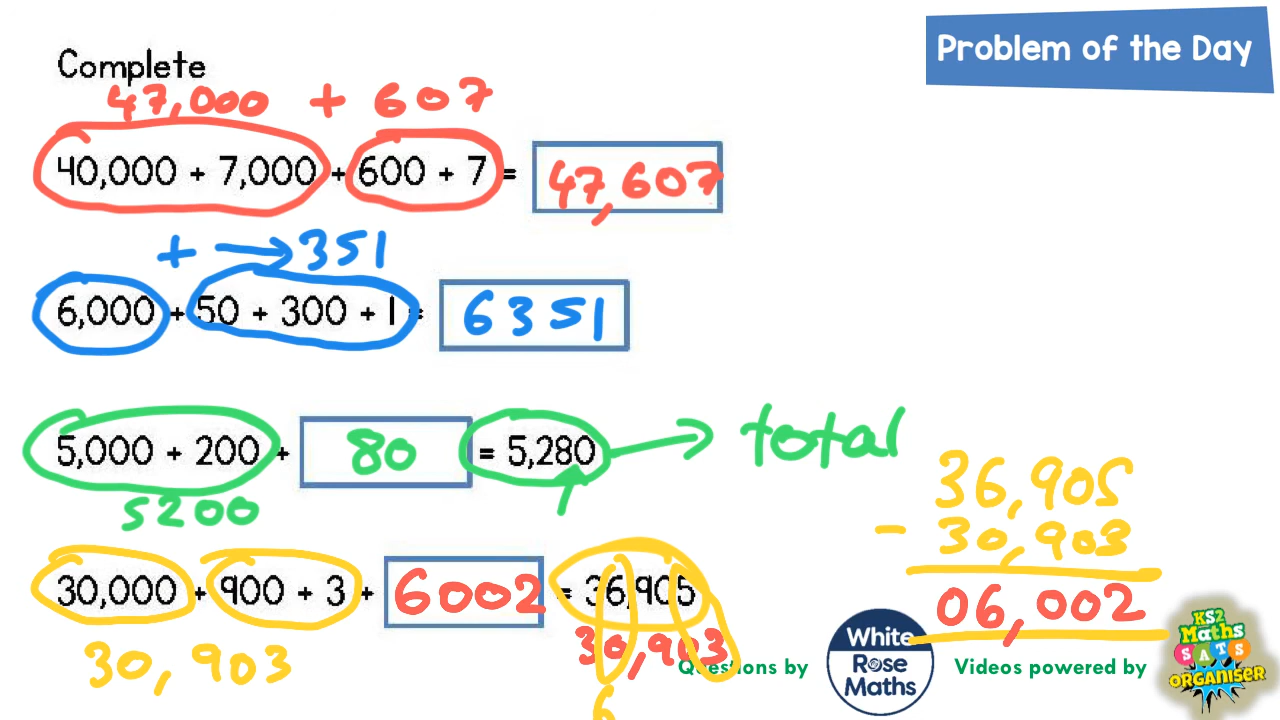 Problem of the Day
Complete
47,000 + 607
40,000 + 7,000 + 600 + 7 = 47,607
+ → 351
6,000 + 50 + 300 + 1 = 6351
5,000 + 200 + 80 = 5,280 → total
5200
30,000 + 900 + 3 + 6002 = 36,905
30,903
30,903
6
36,905
- 30,903
06,002
Questions by
White
Rose
Maths
Videos powered by
KS2
Maths
SATS
ORGANISER